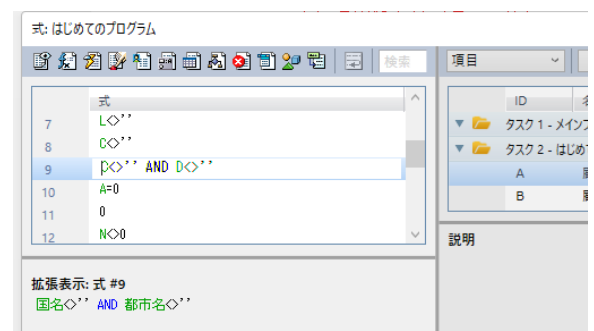 式: はじめてのプログラム
検索
項目
式
7 L<>''
8 C<>''
9 D<>'' AND D<>''
10 A=0
11 0
12 N<>0
拡張表示: 式 #9
国名<>'' AND 都市名<>''
ID
タスク 1 - メインプ
タスク 2 - はじめ
A
B
説明